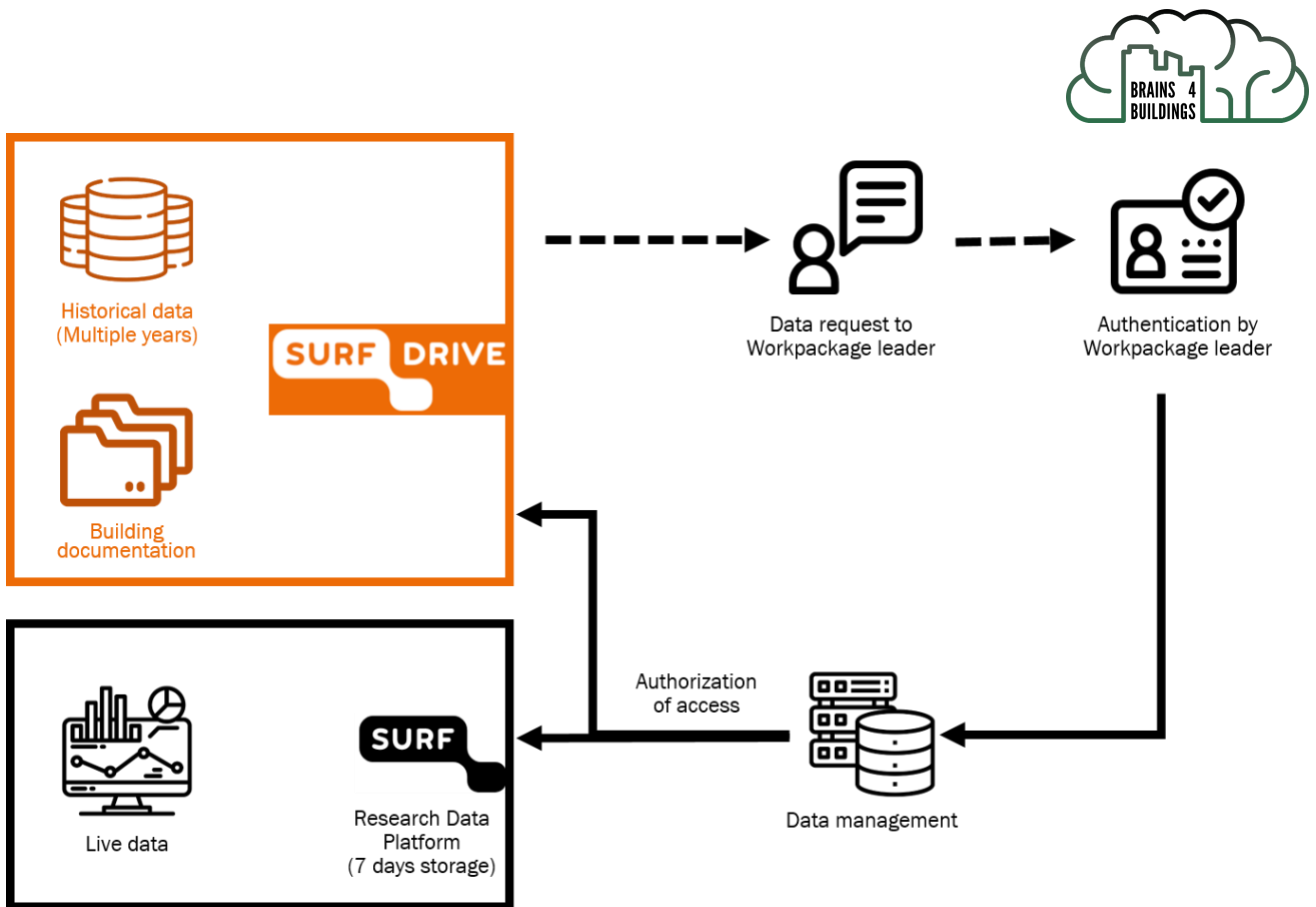 BRAINS 4
BUILDINGS
Historical data
(Multiple years)
SURF DRIVE
Building
documentation
Data request to
Workpackage leader
Authentication by
Workpackage leader
Authorization
of access
Live data
SURF
Research Data
Platform
(7 days storage)
Data management